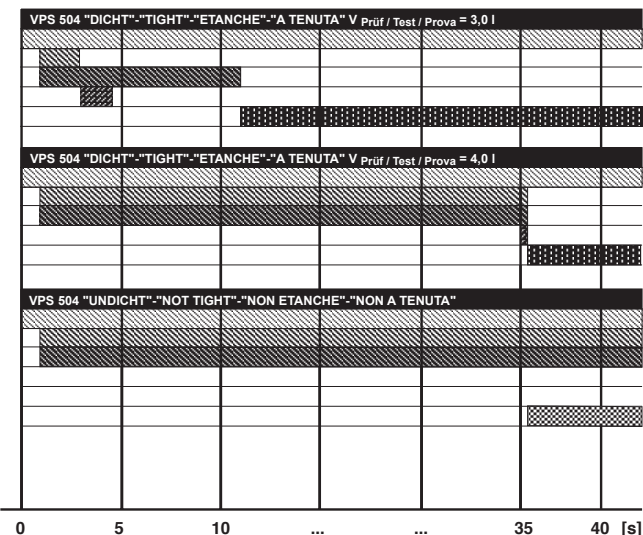 VPS 504 "DICHT"-"TIGHT"-"ETANCHE"-"A TENUTA" V Prüf / Test / Prova = 3,0 l
VPS 504 "DICHT"-"TIGHT"-"ETANCHE"-"A TENUTA" V Prüf / Test / Prova = 4,0 l
VPS 504 "UNDICHT"-"NOT TIGHT"-"NON ETANCHE"-"NON A TENUTA"
0 5 10 ... ... 35 40 [s]